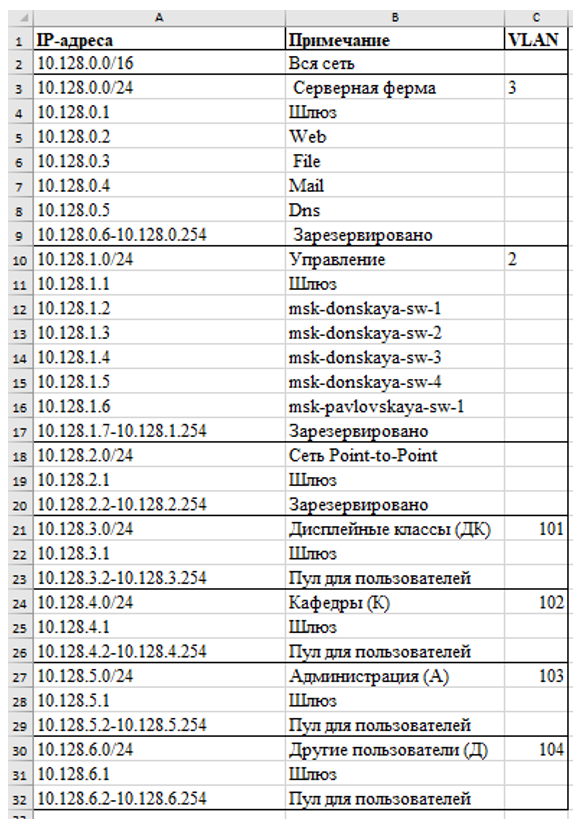 A B C
1 IP-адреса Примечание VLAN
2 10.128.0.0/16 Вся сеть
3 10.128.0.0/24 Серверная ферма 3
4 10.128.0.1 Шлюз
5 10.128.0.2 Web
6 10.128.0.3 File
7 10.128.0.4 Mail
8 10.128.0.5 Dns
9 10.128.0.6-10.128.0.254 Зарезервировано
10 10.128.1.0/24 Управление 2
11 10.128.1.1 Шлюз
12 10.128.1.2 msk-donskaya-sw-1
13 10.128.1.3 msk-donskaya-sw-2
14 10.128.1.4 msk-donskaya-sw-3
15 10.128.1.5 msk-donskaya-sw-4
16 10.128.1.6 msk-pavlovskaya-sw-1
17 10.128.1.7-10.128.1.254 Зарезервировано
18 10.128.2.0/24 Сеть Point-to-Point
19 10.128.2.1 Шлюз
20 10.128.2.2-10.128.2.254 Зарезервировано
21 10.128.3.0/24 Дисплейные классы (ДК) 101
22 10.128.3.1 Шлюз
23 10.128.3.2-10.128.3.254 Пул для пользователей
24 10.128.4.0/24 Кафедры (К) 102
25 10.128.4.1 Шлюз
26 10.128.4.2-10.128.4.254 Пул для пользователей
27 10.128.5.0/24 Администрация (А) 103
28 10.128.5.1 Шлюз
29 10.128.5.2-10.128.5.254 Пул для пользователей
30 10.128.6.0/24 Другие пользователи (Д) 104
31 10.128.6.1 Шлюз
32 10.128.6.2-10.128.6.254 Пул для пользователей